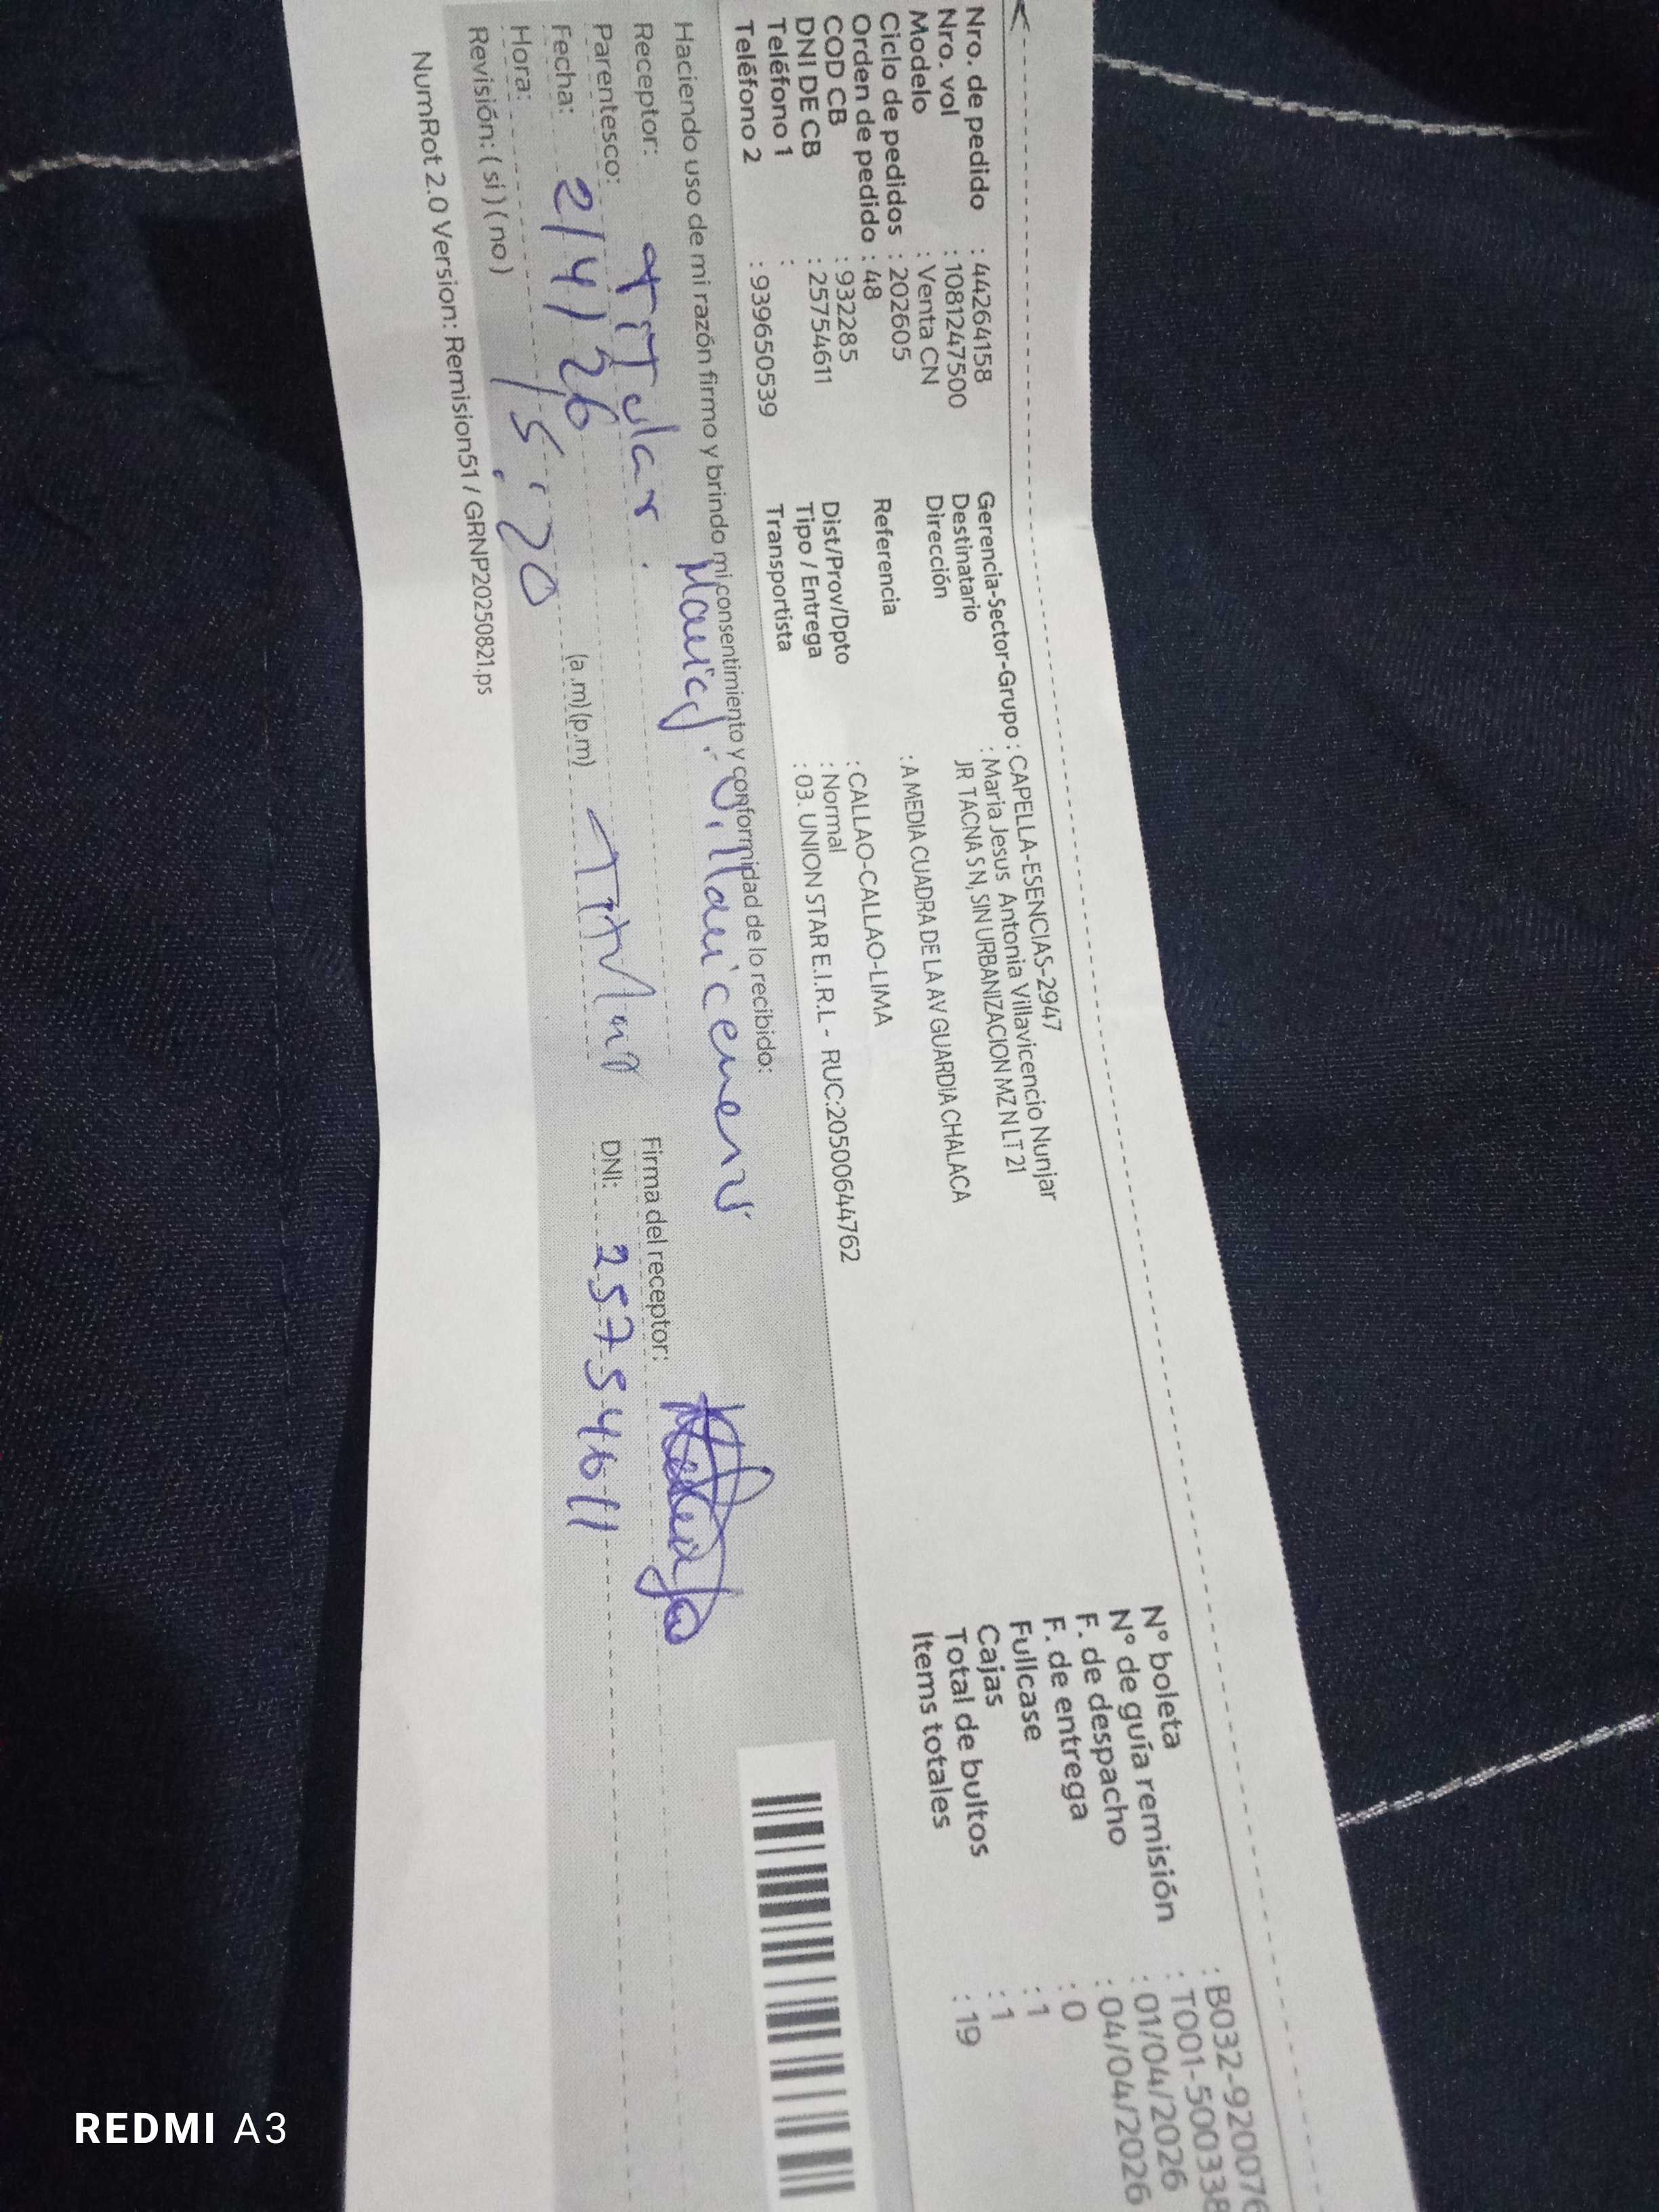 Nro. de pedido : 44264158
Nro. vol : 1081247500
Modelo : Venta CN
Ciclo de pedidos : 202605
Orden de pedido : 48
COD CB : 932285
DNI DE CB : 25754611
Teléfono 1 :
Teléfono 2 : 939650539
Gerencia-Sector-Grupo : CAPELLA-ESENCIAS-2947
Destinatario : Maria Jesus Antonia Villavicencio Nunjar
Dirección JR TACNA S N, SIN URBANIZACION MZ N LT 21
Referencia : A MEDIA CUADRA DE LA AV GUARDIA CHALACA
Dist/Prov/Dpto : CALLAO-CALLAO-LIMA
Tipo / Entrega : Normal
Transportista : 03. UNION STAR E.I.R.L - RUC:20500644762
N° boleta : B032-920076
N° de guía remisión : T001-500338
F. de despacho : 01/04/2026
F. de entrega : 04/04/2026
Fullcase : 0
Cajas : 1
Total de bultos : 1
Items totales : 19
Haciendo uso de mi razón firmo y brindo mi consentimiento y conformidad de lo recibido:
Receptor: TiTular
Parentesco:
Fecha: 2/4/26
Hora: 15:20 (a.m)(p.m)
Revisión: ( sí ) ( no )
Firma del receptor:
DNI: 25754611
NumRot 2.0 Version: Remision51 / GRNP20250821.ps
REDMI A3